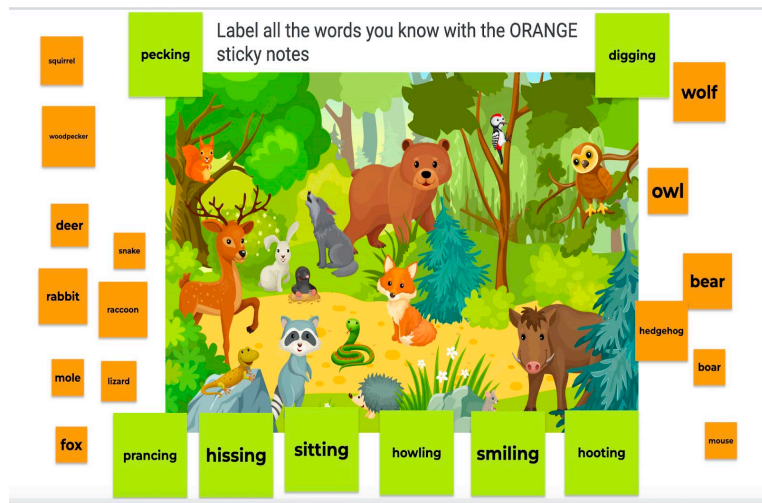 Label all the words you know with the ORANGE
sticky notes
pecking
digging
squirrel
woodpecker
deer
snake
rabbit
raccoon
mole
lizard
fox
wolf
owl
bear
hedgehog
boar
mouse
prancing
hissing
sitting
howling
smiling
hooting